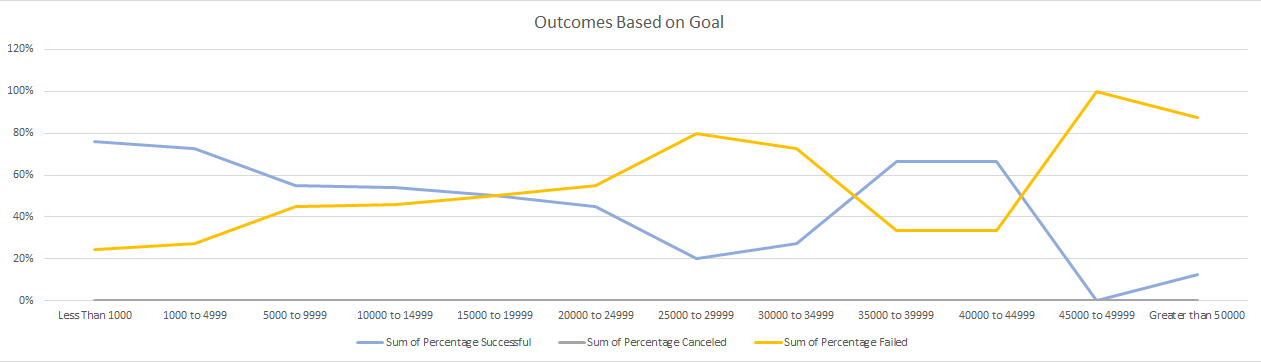 Outcomes Based on Goal
120%
100%
80%
60%
40%
20%
0%
Less Than 1000 1000 to 4999 5000 to 9999 10000 to 14999 15000 to 19999 20000 to 24999 25000 to 29999 30000 to 34999 35000 to 39999 40000 to 44999 45000 to 49999 Greater than 50000
Sum of Percentage Successful Sum of Percentage Canceled Sum of Percentage Failed